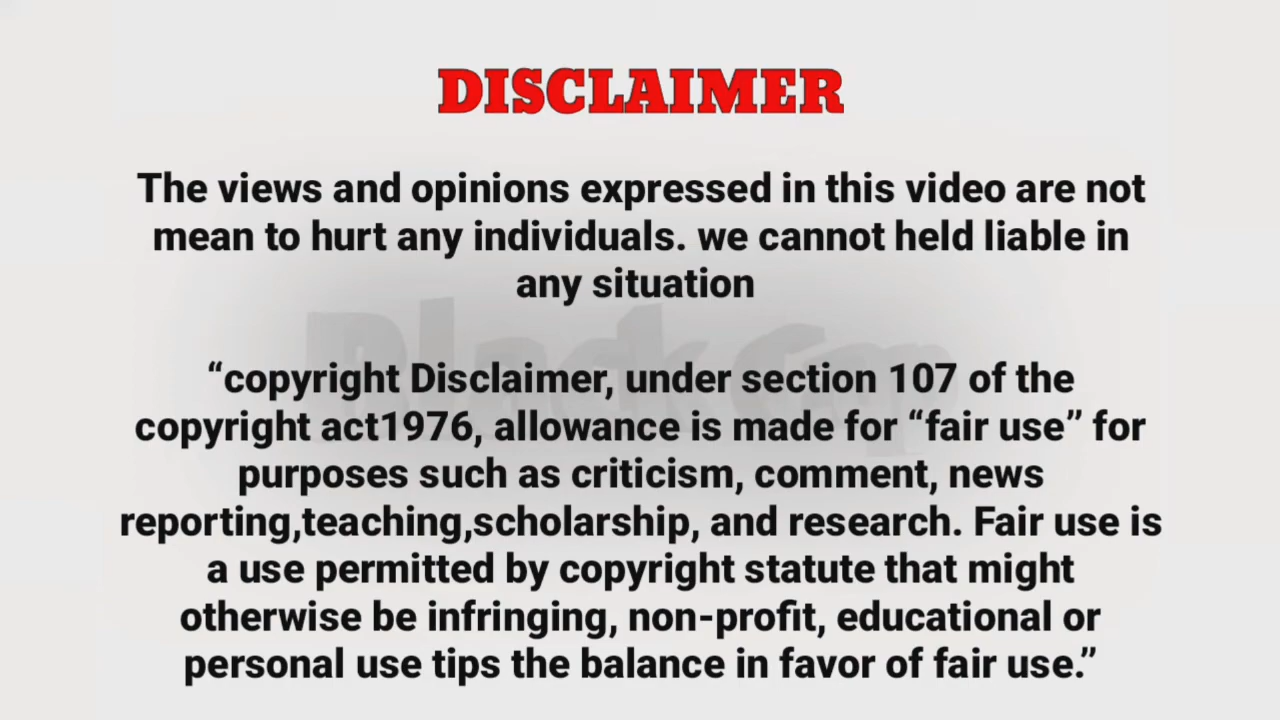 DISCLAIMER
The views and opinions expressed in this video are not
mean to hurt any individuals. we cannot held liable in
any situation
Black Cap
“copyright Disclaimer, under section 107 of the
copyright act1976, allowance is made for “fair use” for
purposes such as criticism, comment, news
reporting,teaching,scholarship, and research. Fair use is
a use permitted by copyright statute that might
otherwise be infringing, non-profit, educational or
personal use tips the balance in favor of fair use.”